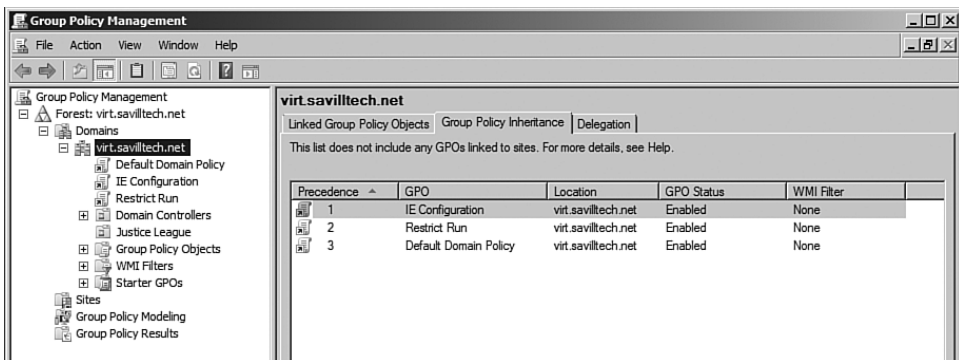 Group Policy Management
File Action View Window Help
Group Policy Management
Forest: virt.savilltech.net
Domains
virt.savilltech.net
Default Domain Policy
IE Configuration
Restrict Run
Domain Controllers
Justice League
Group Policy Objects
WMI Filters
Starter GPOs
Sites
Group Policy Modeling
Group Policy Results
virt.savilltech.net
Linked Group Policy Objects Group Policy Inheritance Delegation
This list does not include any GPOs linked to sites. For more details, see Help.
Precedence GPO Location GPO Status WMI Filter
1 IE Configuration virt.savilltech.net Enabled None
2 Restrict Run virt.savilltech.net Enabled None
3 Default Domain Policy virt.savilltech.net Enabled None